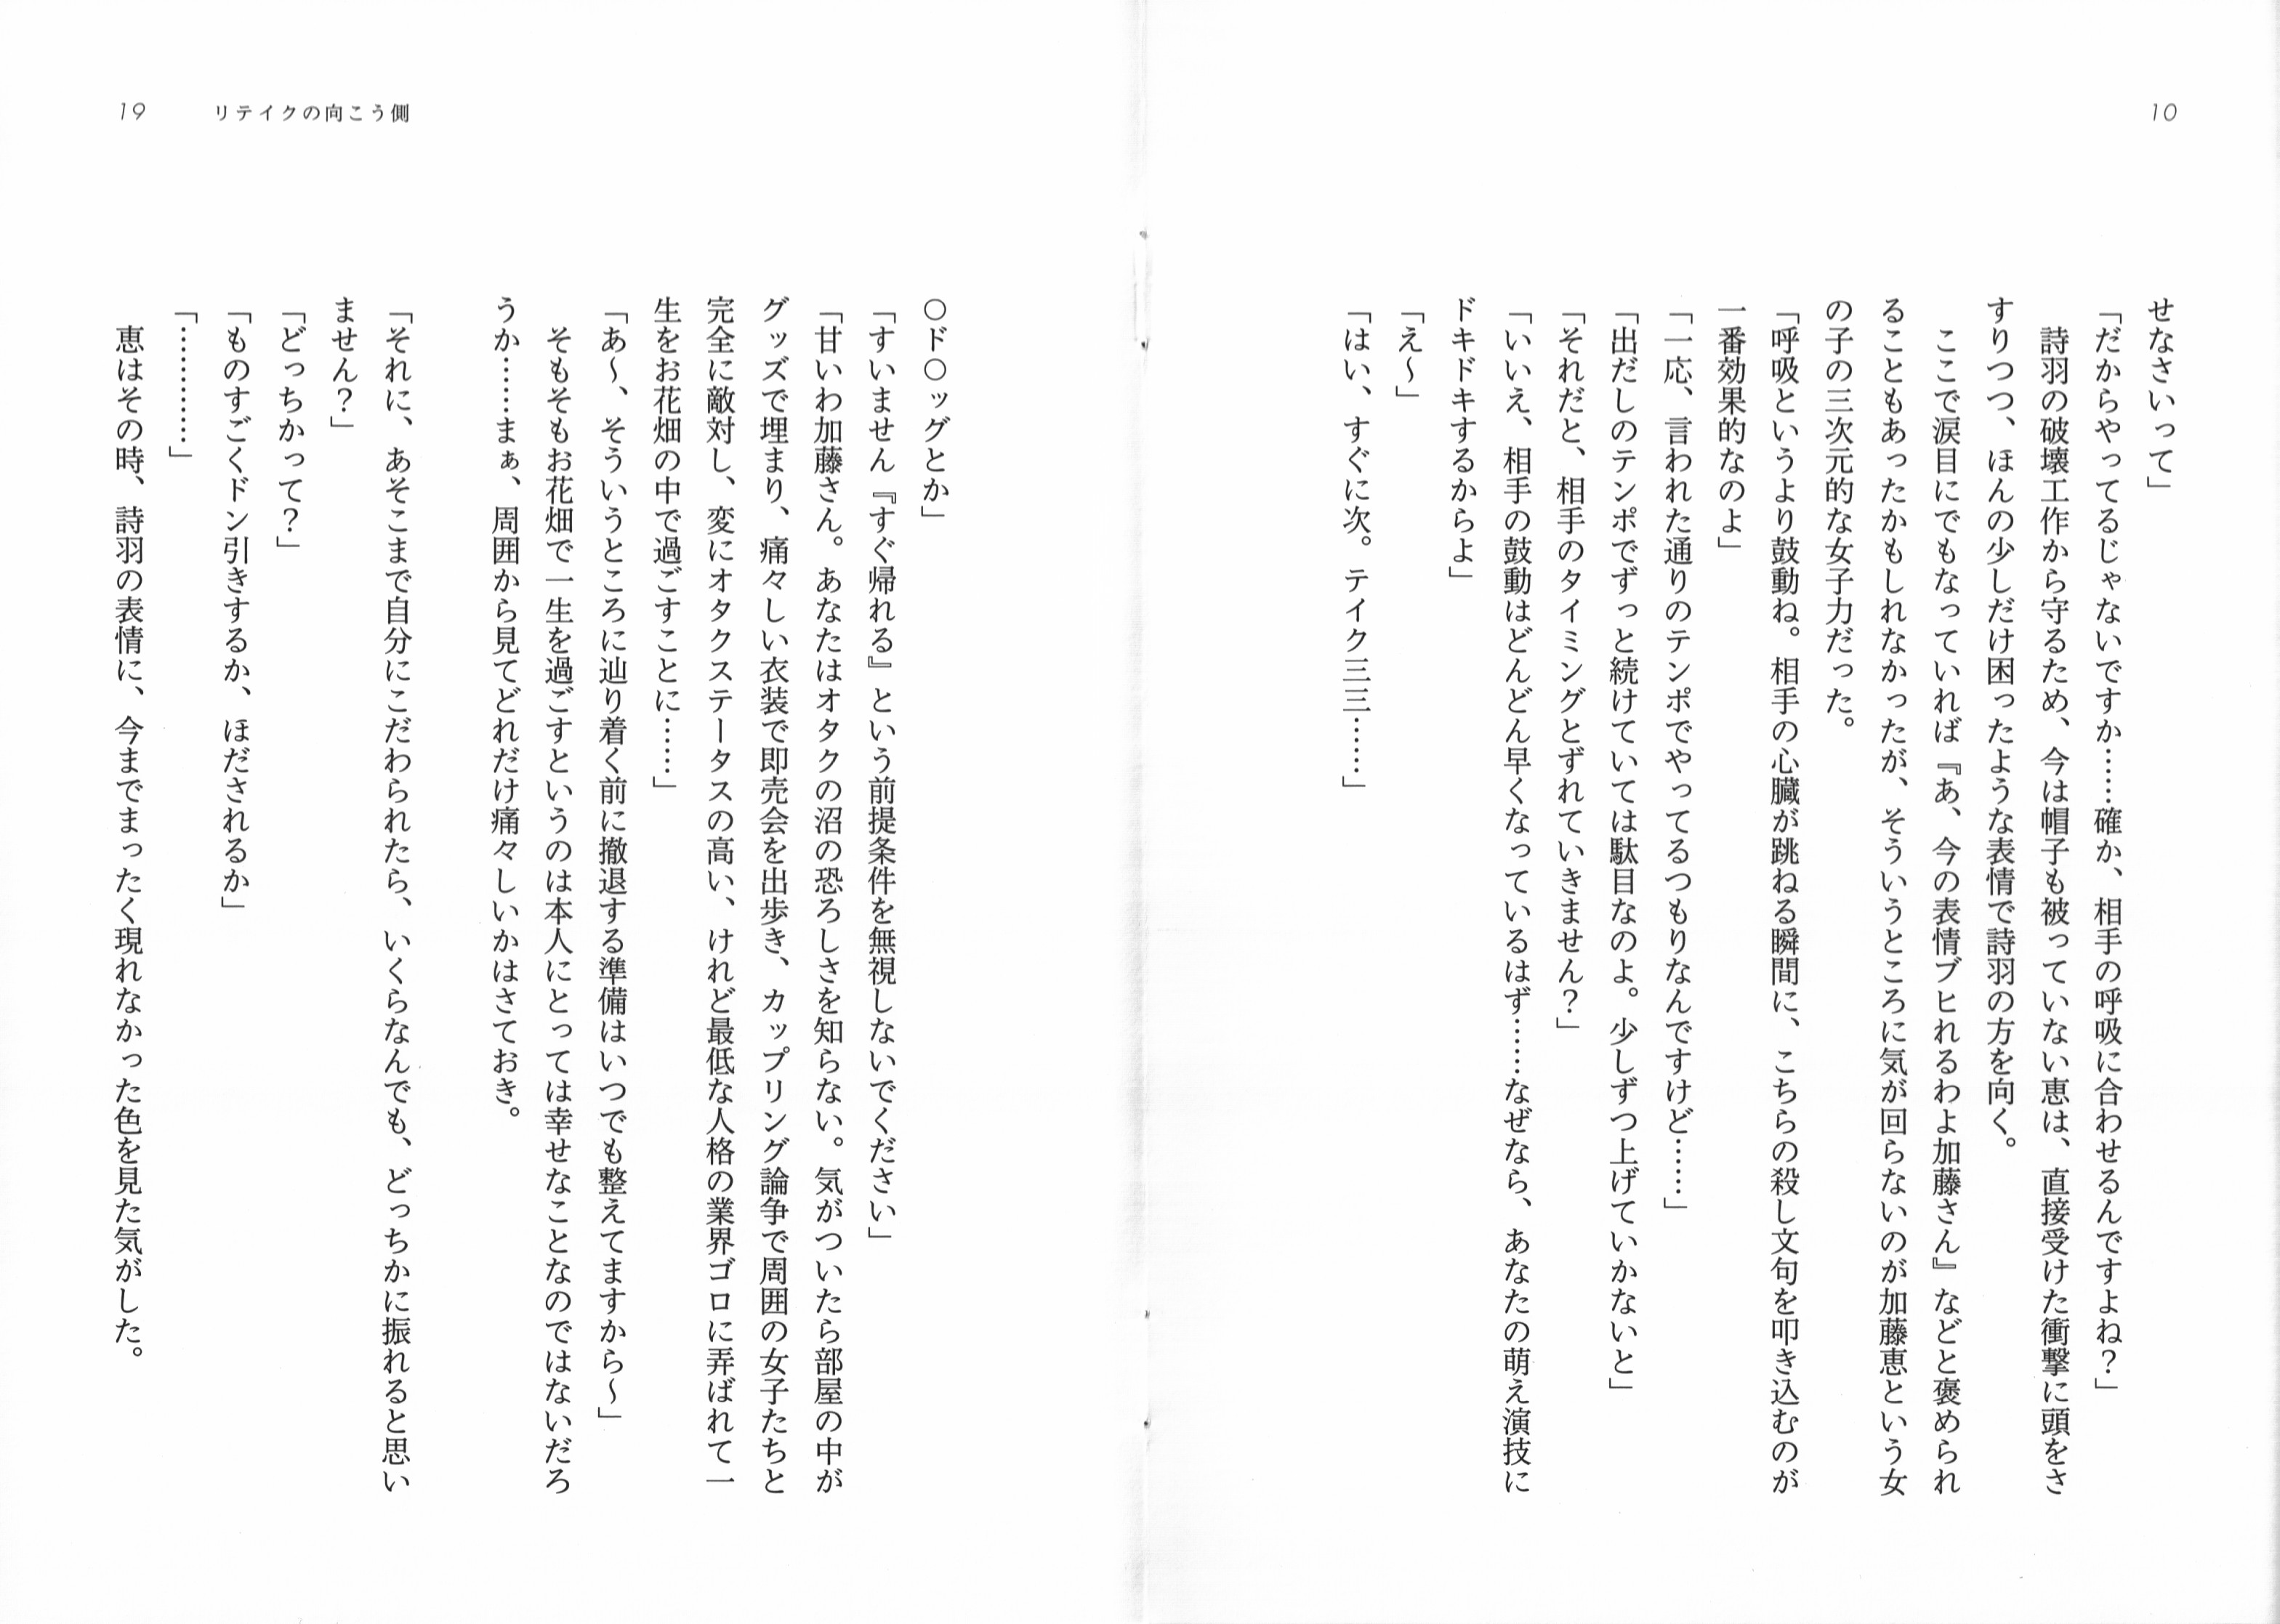 10
せなさいって」
「だからやってるじゃないですか……確か、相手の呼吸に合わせるんですよね？」
　詩羽の破壊工作から守るため、今は帽子も被っていない恵は、直接受けた衝撃に頭をさ
すりつつ、ほんの少しだけ困ったような表情で詩羽の方を向く。
　ここで涙目にでもなっていれば『あ、今の表情ブヒれるわよ加藤さん』などと褒められ
ることもあったかもしれなかったが、そういうところに気が回らないのが加藤恵という女
の子の三次元的な女子力だった。
「呼吸というより鼓動ね。相手の心臓が跳ねる瞬間に、こちらの殺し文句を叩き込むのが
一番効果的なのよ」
「一応、言われた通りのテンポでやってるつもりなんですけど……」
「出だしのテンポでずっと続けていては駄目なのよ。少しずつ上げていかないと」
「それだと、相手のタイミングとずれていきません？」
「いいえ、相手の鼓動はどんどん早くなっているはず……なぜなら、あなたの萌え演技に
ドキドキするからよ」
「え～」
「はい、すぐに次。テイク三三……」
19
リテイクの向こう側
○ド○ッグとか」
「すいません『すぐ帰れる』という前提条件を無視しないでください」
「甘いわ加藤さん。あなたはオタクの沼の恐ろしさを知らない。気がついたら部屋の中が
グッズで埋まり、痛々しい衣装で即売会を出歩き、カップリング論争で周囲の女子たちと
完全に敵対し、変にオタクステータスの高い、けれど最低な人格の業界ゴロに弄ばれて一
生をお花畑の中で過ごすことに……」
「あ～、そういうところに辿り着く前に撤退する準備はいつでも整えてますから～」
　そもそもお花畑で一生を過ごすというのは本人にとっては幸せなことなのではないだろ
うか……まぁ、周囲から見てどれだけ痛々しいかはさておき。
「それに、あそこまで自分にこだわられたら、いくらなんでも、どっちかに振れると思い
ません？」
「どっちかって？」
「ものすごくドン引きするか、ほだされるか」
「…………」
　恵はその時、詩羽の表情に、今までまったく現れなかった色を見た気がした。